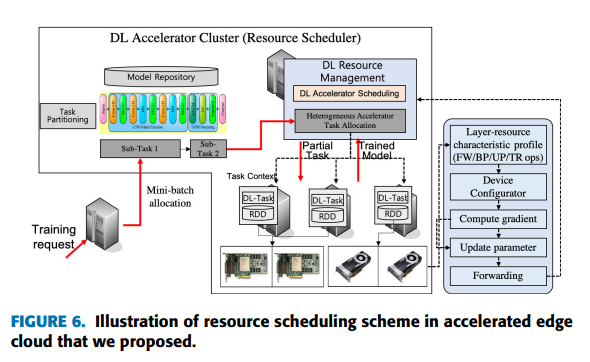 DL Accelerator Cluster (Resource Scheduler)
Model Repository
Task
Partitioning
Sub-Task 1
Sub-
Task 2
DL Resource
Management
DL Accelerator Scheduling
Heterogeneous Accelerator
Task Allocation
Partial
Task
Trained
Model
Mini-batch
allocation
Training
request
Task Context
DL-Task
RDD
DL-Task
RDD
DL-Task
RDD
Layer-resource
characteristic profile
(FW/BP/UP/TR ops)
Device
Configurator
Compute gradient
Update parameter
Forwarding
FIGURE 6. Illustration of resource scheduling scheme in accelerated edge
cloud that we proposed.